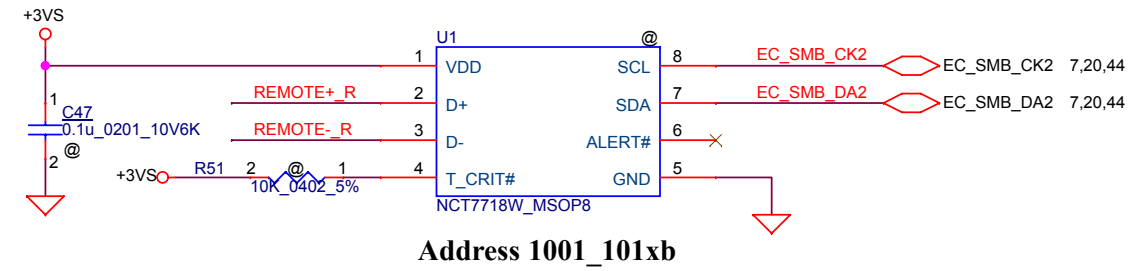 +3VS
U1
@
1
VDD
SCL
8
EC_SMB_CK2
EC_SMB_CK2 7,20,44
REMOTE+_R
2
D+
SDA
7
EC_SMB_DA2
EC_SMB_DA2 7,20,44
1
C47
0.1u_0201_10V6K
@
2
REMOTE-_R
3
D-
ALERT#
6
+3VS
R51
2
@
1
10K_0402_5%
4
T_CRIT#
GND
5
NCT7718W_MSOP8
Address 1001_101xb